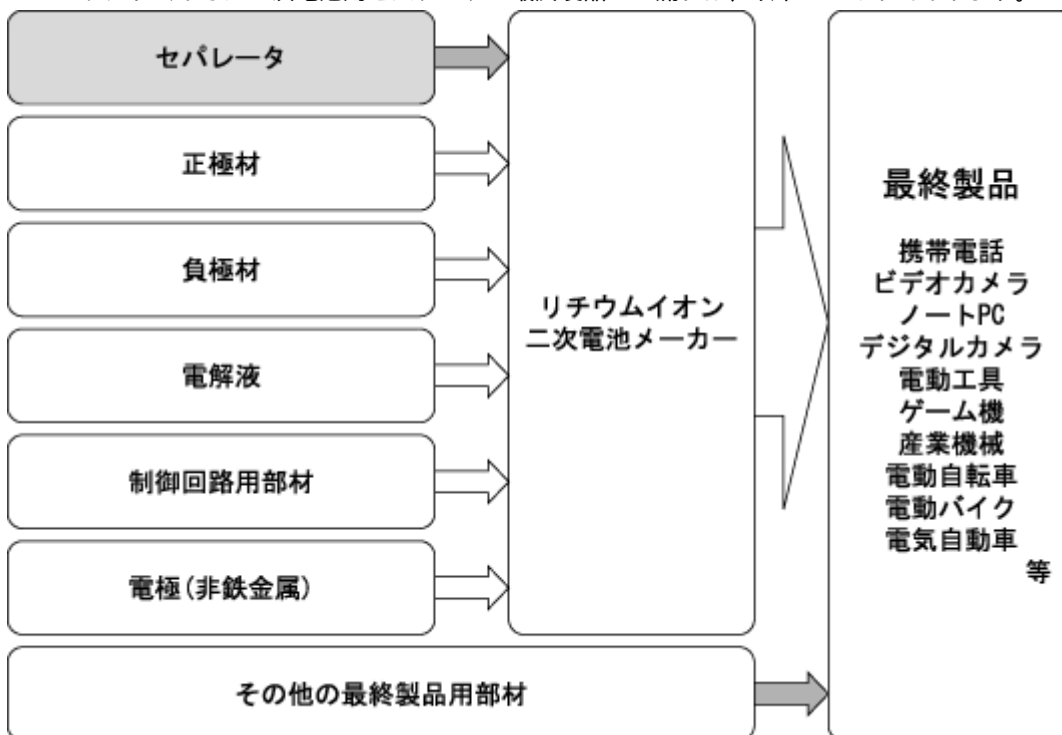 セパレータ
正極材
負極材
電解液
制御回路用部材
電極(非鉄金属)
リチウムイオン
二次電池メーカー
最終製品
携帯電話
ビデオカメラ
ノートPC
デジタルカメラ
電動工具
ゲーム機
産業機械
電動自転車
電動バイク
電気自動車
等
その他の最終製品用部材